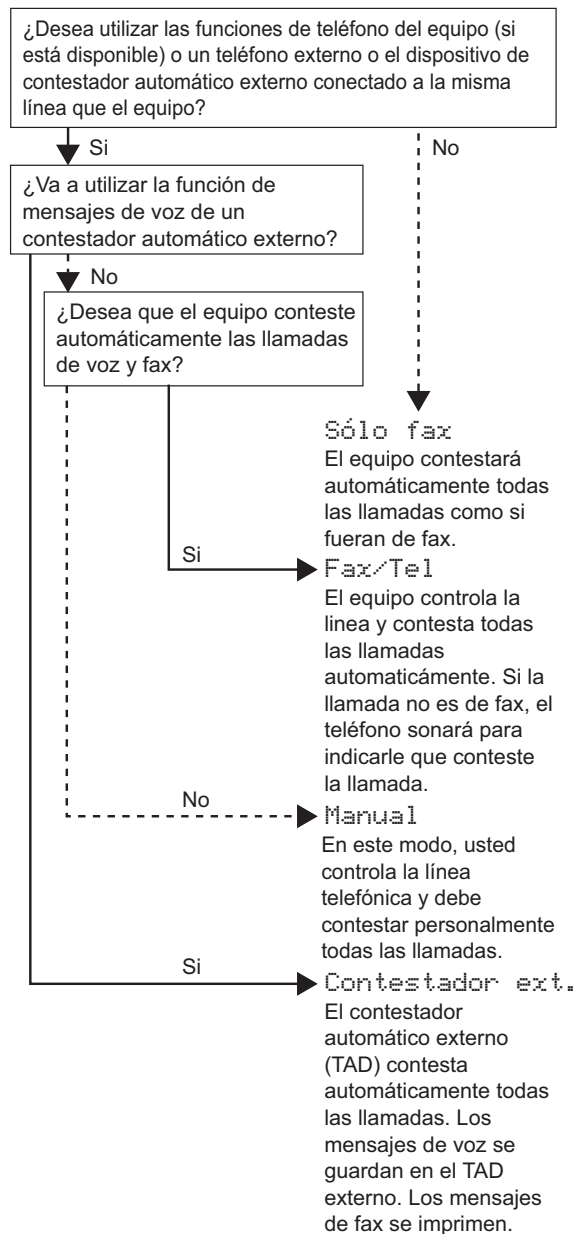 ¿Desea utilizar las funciones de teléfono del equipo (si
está disponible) o un teléfono externo o el dispositivo de
contestador automático externo conectado a la misma
línea que el equipo?
Si
No
¿Va a utilizar la función de
mensajes de voz de un
contestador automático externo?
No
¿Desea que el equipo conteste
automáticamente las llamadas
de voz y fax?
Sólo fax
El equipo contestará
automáticamente todas
las llamadas como si
fueran de fax.
Si
Fax/Tel
El equipo controla la
linea y contesta todas
las llamadas
automaticámente. Si la
llamada no es de fax, el
teléfono sonará para
indicarle que conteste
la llamada.
No
Manual
En este modo, usted
controla la línea
telefónica y debe
contestar personalmente
todas las llamadas.
Si
Contestador ext.
El contestador
automático externo
(TAD) contesta
automáticamente todas
las llamadas. Los
mensajes de voz se
guardan en el TAD
externo. Los mensajes
de fax se imprimen.